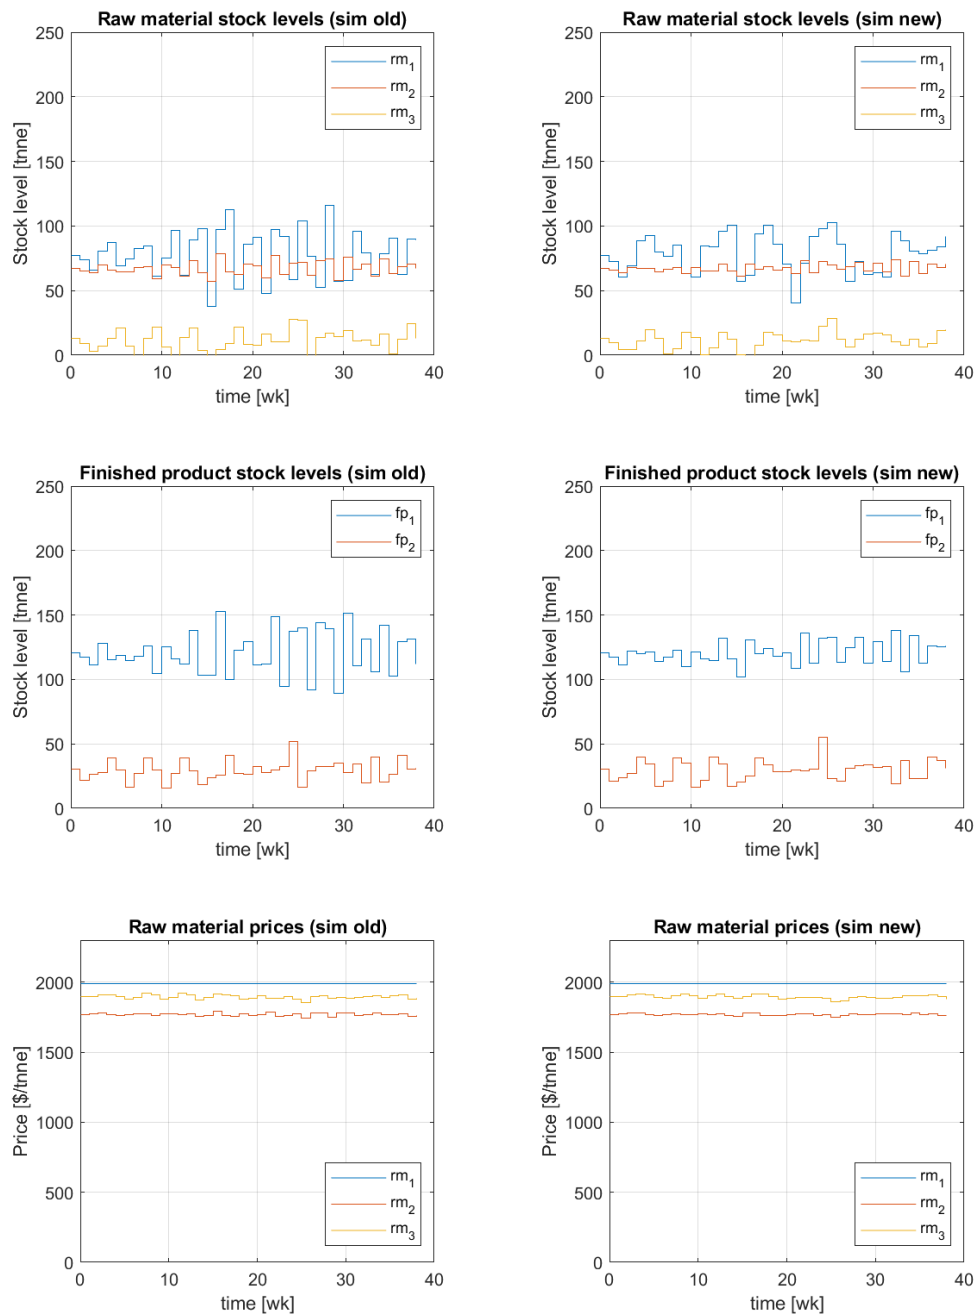 Raw material stock levels (sim old)
250
200
150
100
50
0
Stock level [tnne]
0 10 20 30 40
time [wk]
rm1
rm2
rm3
Raw material stock levels (sim new)
250
200
150
100
50
0
Stock level [tnne]
0 10 20 30 40
time [wk]
rm1
rm2
rm3
Finished product stock levels (sim old)
250
200
150
100
50
0
Stock level [tnne]
0 10 20 30 40
time [wk]
fp1
fp2
Finished product stock levels (sim new)
250
200
150
100
50
0
Stock level [tnne]
0 10 20 30 40
time [wk]
fp1
fp2
Raw material prices (sim old)
2000
1500
1000
500
0
Price [$/tnne]
0 10 20 30 40
time [wk]
rm1
rm2
rm3
Raw material prices (sim new)
2000
1500
1000
500
0
Price [$/tnne]
0 10 20 30 40
time [wk]
rm1
rm2
rm3